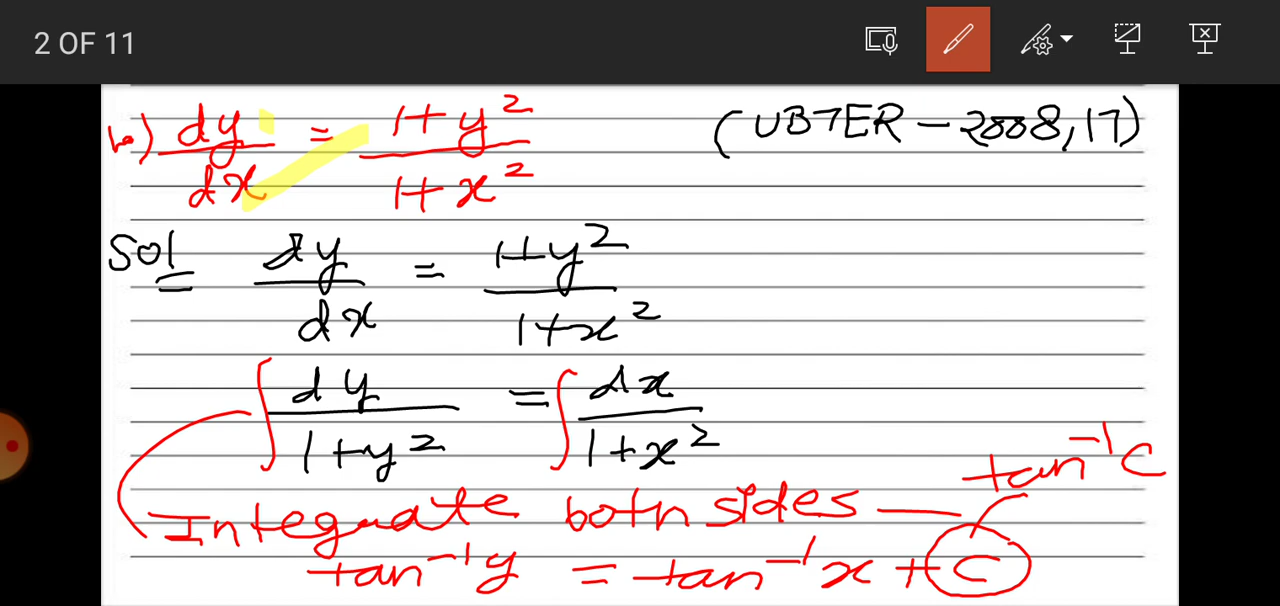 2 OF 11
b) dy/dx = 1+y²/1+x² (UBTER - 2008, 17)
Sol dy/dx = 1+y²/1+x²
∫ dy/1+y² = ∫ dx/1+x²
tan⁻¹C
Integrate both sides
tan⁻¹y = tan⁻¹x + C